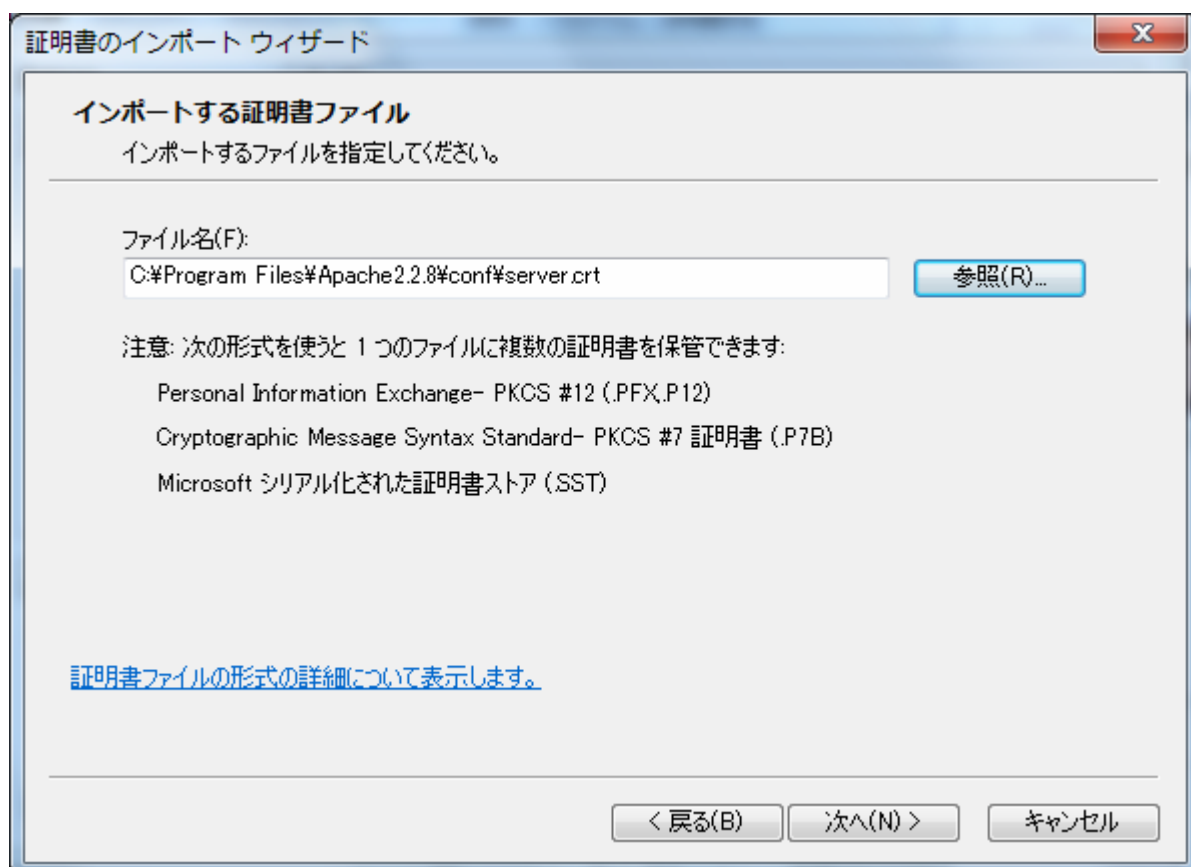 証明書のインポート ウィザード
インポートする証明書ファイル
インポートするファイルを指定してください。
ファイル名(F):
C:¥Program Files¥Apache2.2.8¥conf¥server.crt
参照(R)...
注意: 次の形式を使うと 1 つのファイルに複数の証明書を保管できます:
Personal Information Exchange- PKCS #12 (.PFX,.P12)
Cryptographic Message Syntax Standard- PKCS #7 証明書 (.P7B)
Microsoft シリアル化された証明書ストア (.SST)
証明書ファイルの形式の詳細について表示します。
< 戻る(B)
次へ(N) >
キャンセル